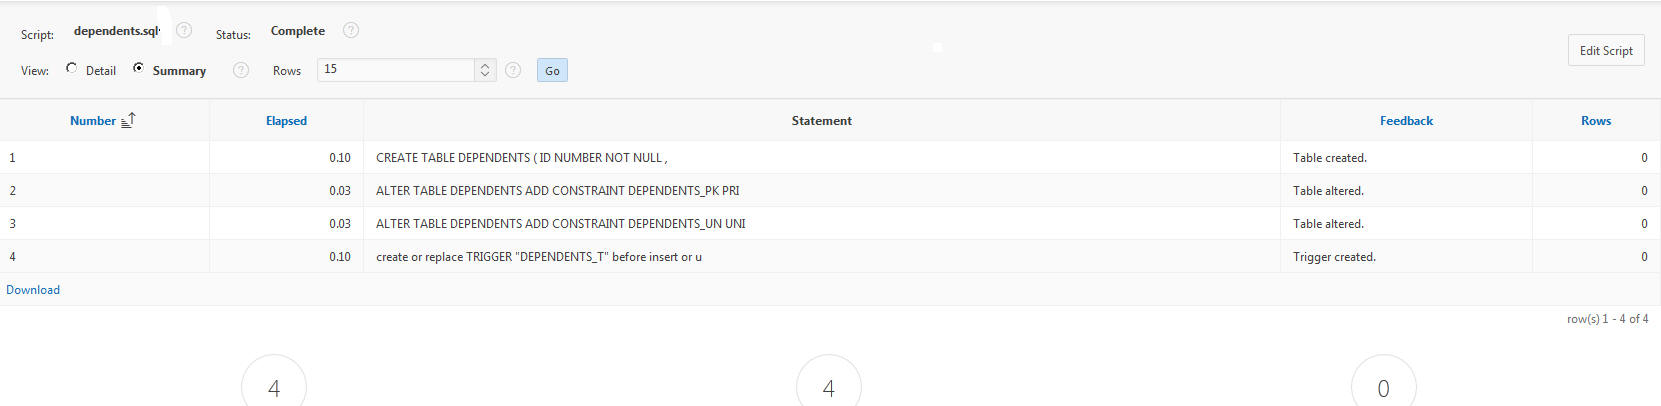 Script: dependents.sql ? Status: Complete ?
Edit Script
View: Detail Summary ? Rows 15 ? Go
Number Elapsed Statement Feedback Rows
1 0.10 CREATE TABLE DEPENDENTS ( ID NUMBER NOT NULL , Table created. 0
2 0.03 ALTER TABLE DEPENDENTS ADD CONSTRAINT DEPENDENTS_PK PRI Table altered. 0
3 0.03 ALTER TABLE DEPENDENTS ADD CONSTRAINT DEPENDENTS_UN UNI Table altered. 0
4 0.10 create or replace TRIGGER "DEPENDENTS_T" before insert or u Trigger created. 0
Download
row(s) 1 - 4 of 4
4 4 0